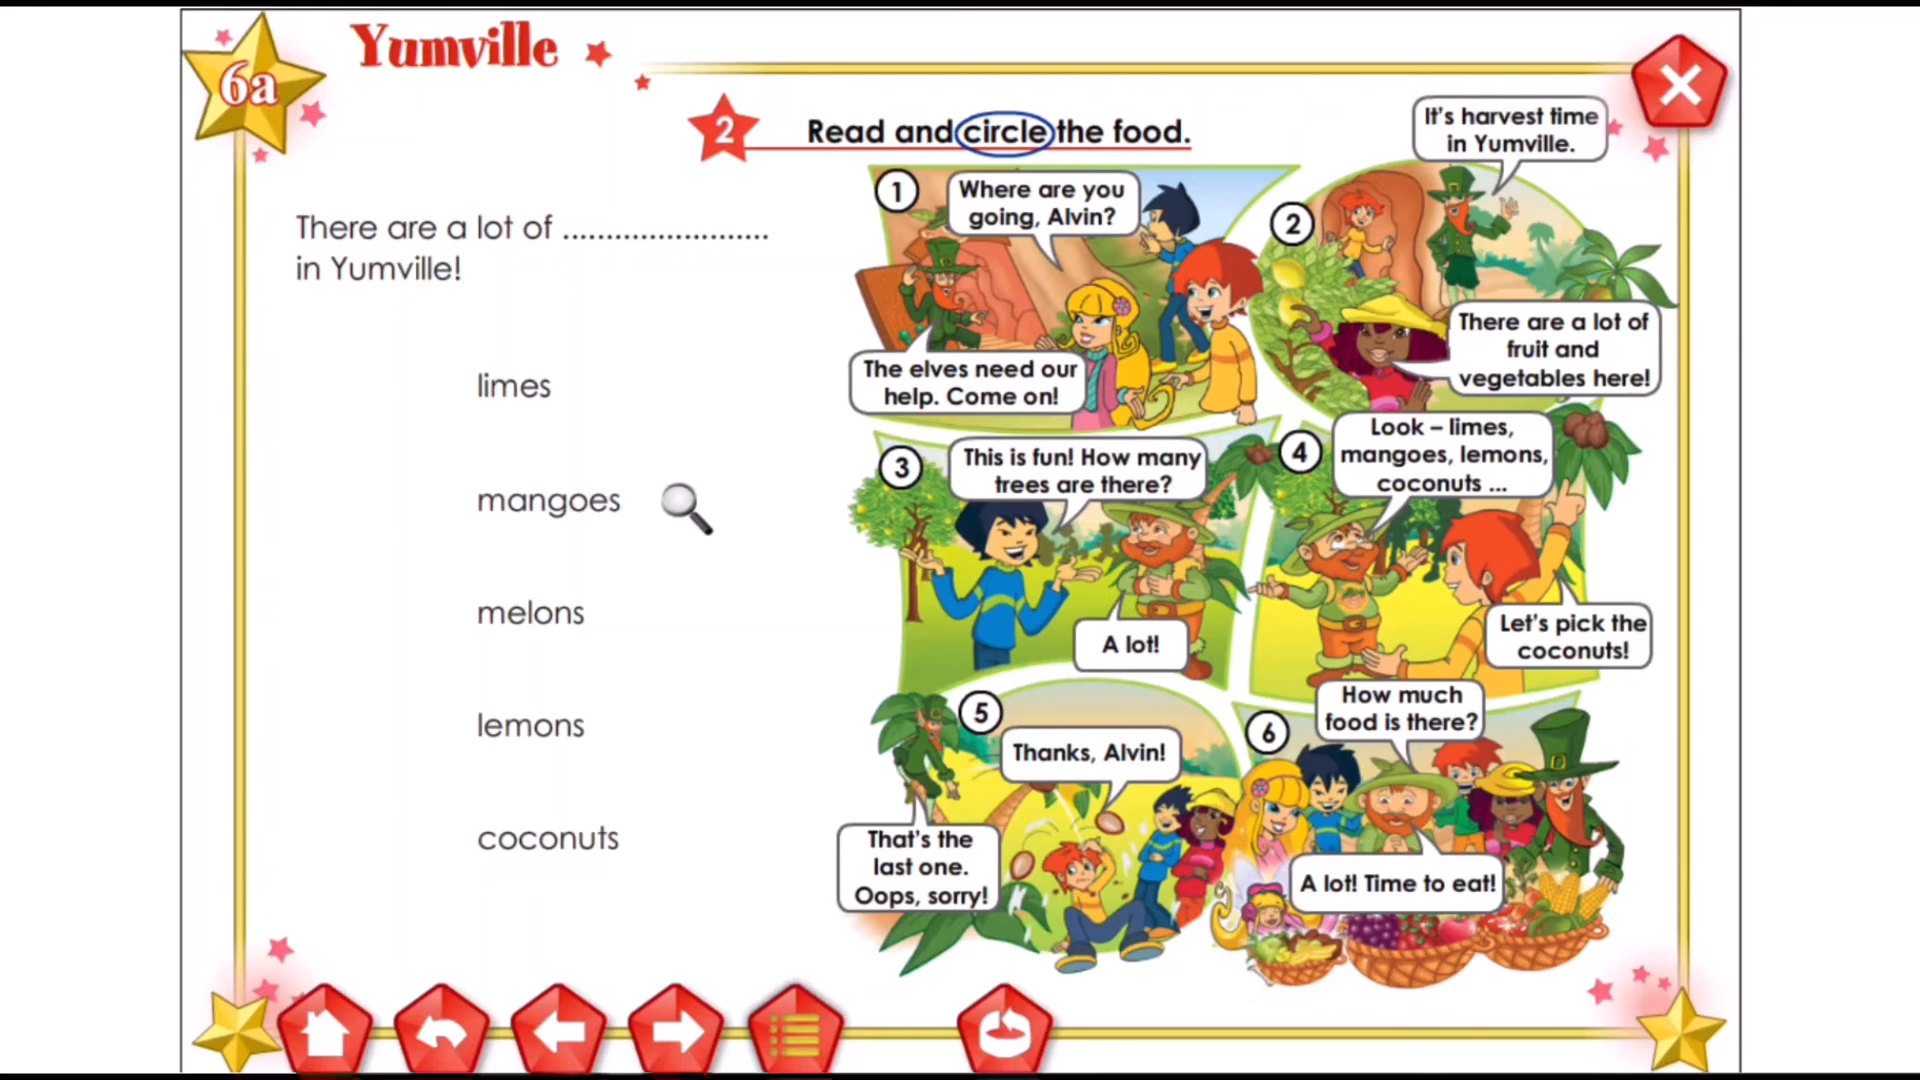 6a
Yumville
2
Read and circle the food.
There are a lot of ........................
in Yumville!
limes
mangoes
melons
lemons
coconuts
1
Where are you
going, Alvin?
The elves need our
help. Come on!
2
It's harvest time
in Yumville.
There are a lot of
fruit and
vegetables here!
3
This is fun! How many
trees are there?
A lot!
4
Look – limes,
mangoes, lemons,
coconuts ...
Let's pick the
coconuts!
5
Thanks, Alvin!
That's the
last one.
Oops, sorry!
6
How much
food is there?
A lot! Time to eat!